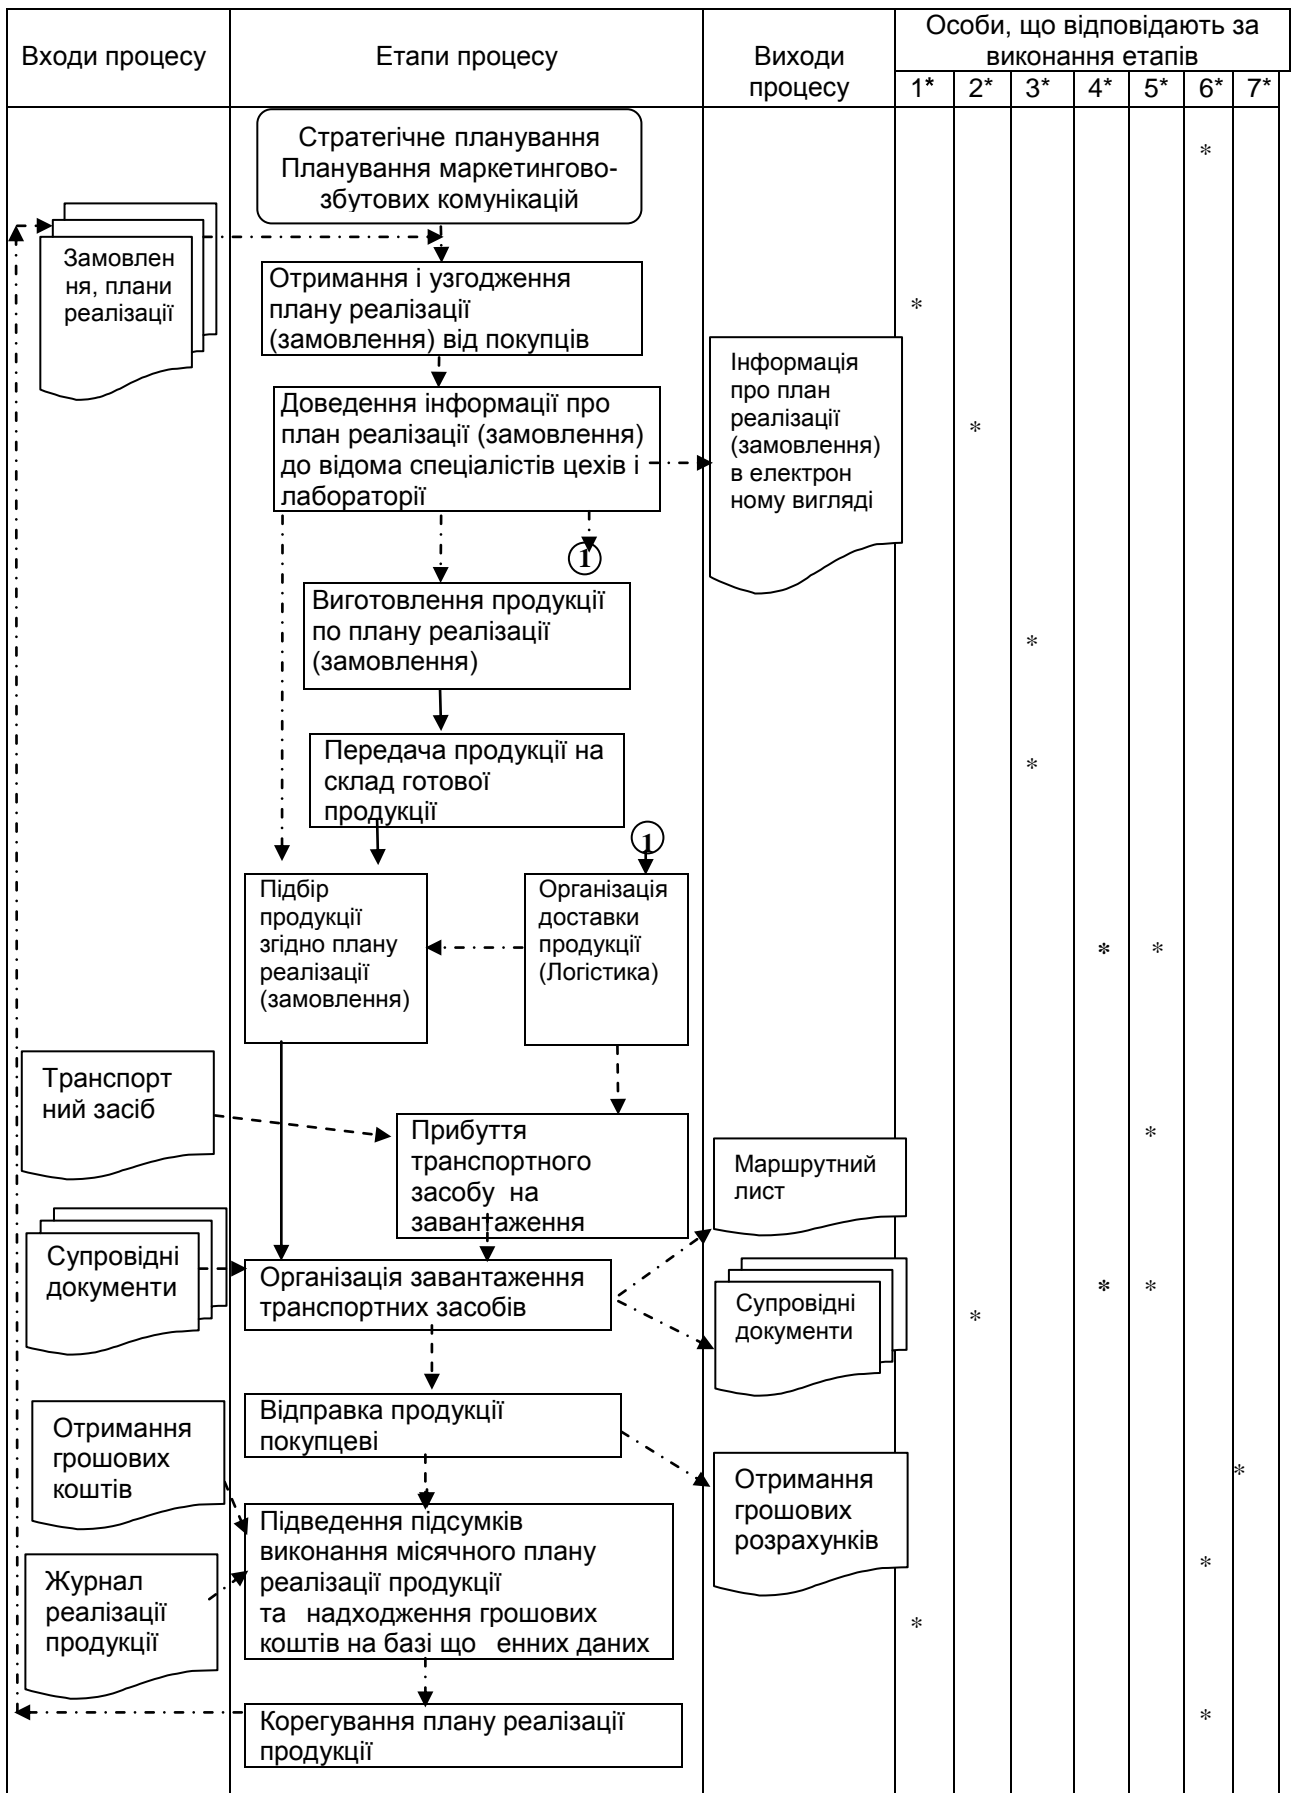 Входи процесу
Етапи процесу
Виходи
процесу
Особи, що відповідають за
виконання етапів
1*
2*
3*
4*
5*
6*
7*
Стратегічне планування
Планування маркетингово-
збутових комунікацій
*
Замовлен
ня, плани
реалізації
Отримання і узгодження
плану реалізації
(замовлення) від покупців
*
Доведення інформації про
план реалізації (замовлення)
до відома спеціалістів цехів і
лабораторії
Інформація
про план
реалізації
(замовлення)
в електрон
ному вигляді
*
1
Виготовлення продукції
по плану реалізації
(замовлення)
*
Передача продукції на
склад готової
продукції
*
1
Підбір
продукції
згідно плану
реалізації
(замовлення)
Організація
доставки
продукції
(Логістика)
*
*
Транспорт
ний засіб
Прибуття
транспортного
засобу на
завантаження
*
Маршрутний
лист
Супровідні
документи
Організація завантаження
транспортних засобів
Супровідні
документи
*
*
*
Відправка продукції
покупцеві
Отримання
грошових
коштів
Отримання
грошових
розрахунків
*
Підведення підсумків
виконання місячного плану
реалізації продукції
та надходження грошових
коштів на базі що енних даних
*
*
Журнал
реалізації
продукції
Корегування плану реалізації
продукції
*